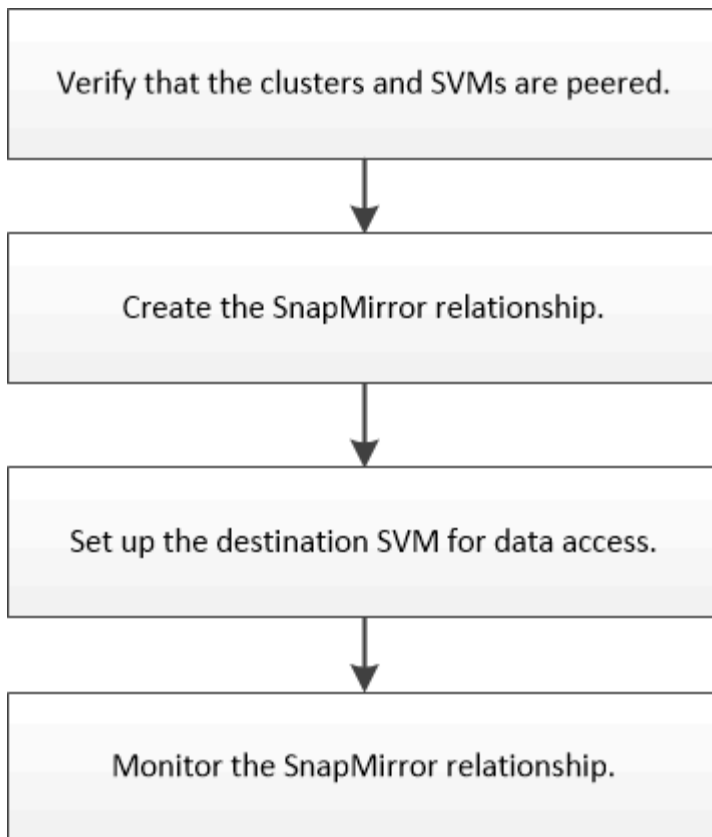 Verify that the clusters and SVMs are peered.
Create the SnapMirror relationship.
Set up the destination SVM for data access.
Monitor the SnapMirror relationship.